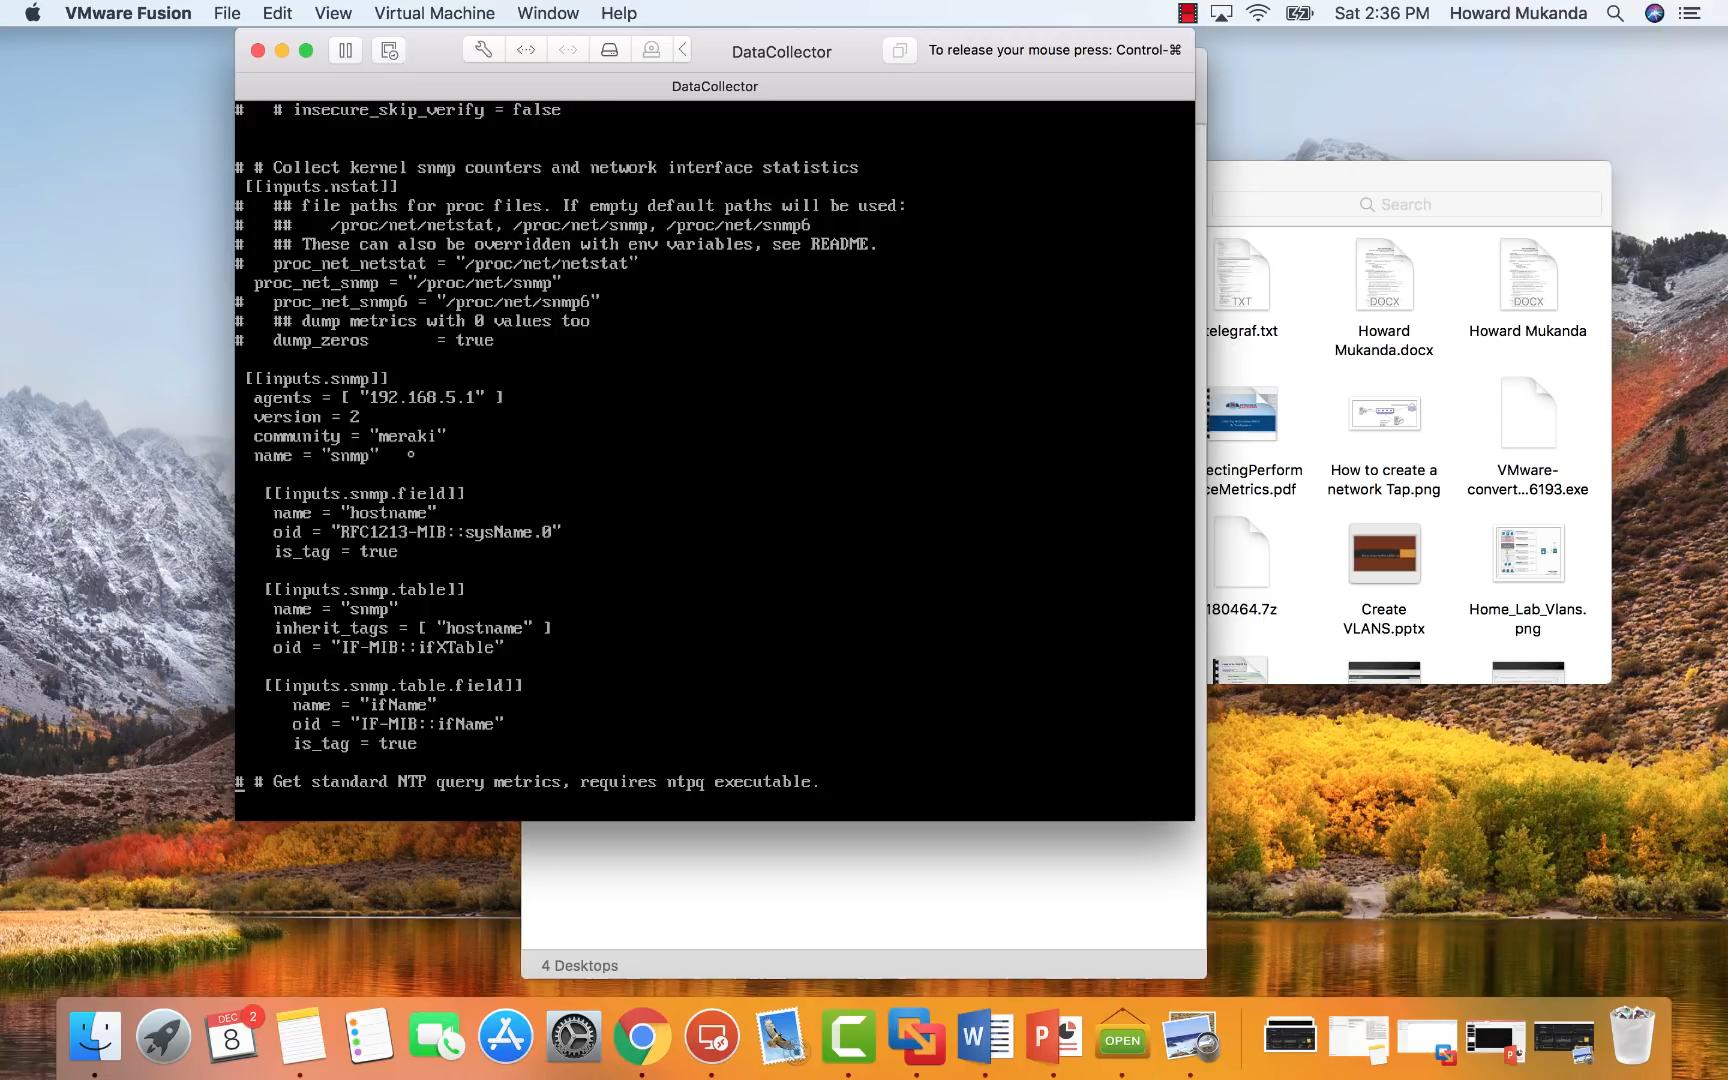 VMware Fusion File Edit View Virtual Machine Window Help Sat 2:36 PM Howard Mukanda
DataCollector To release your mouse press: Control-⌘
DataCollector
#   # insecure_skip_verify = false
# # Collect kernel snmp counters and network interface statistics
[[inputs.nstat]]
#   ## file paths for proc files. If empty default paths will be used:
#   ##    /proc/net/netstat, /proc/net/snmp, /proc/net/snmp6
#   ## These can also be overridden with env variables, see README.
#   proc_net_netstat = "/proc/net/netstat"
proc_net_snmp = "/proc/net/snmp"
#   proc_net_snmp6 = "/proc/net/snmp6"
#   ## dump metrics with 0 values too
#   dump_zeros       = true
[[inputs.snmp]]
agents = [ "192.168.5.1" ]
version = 2
community = "meraki"
name = "snmp"
[[inputs.snmp.field]]
name = "hostname"
oid = "RFC1213-MIB::sysName.0"
is_tag = true
[[inputs.snmp.table]]
name = "snmp"
inherit_tags = [ "hostname" ]
oid = "IF-MIB::ifXTable"
[[inputs.snmp.table.field]]
name = "ifName"
oid = "IF-MIB::ifName"
is_tag = true
# # Get standard NTP query metrics, requires ntpq executable.
Search
TXT
DOCX
DOCX
telegraf.txt
Howard
Mukanda.docx
Howard Mukanda
ectingPerform
ceMetrics.pdf
How to create a
network Tap.png
VMware-
convert...6193.exe
180464.7z
Create
VLANS.pptx
Home_Lab_Vlans.
png
4 Desktops
DEC
8
2
OPEN